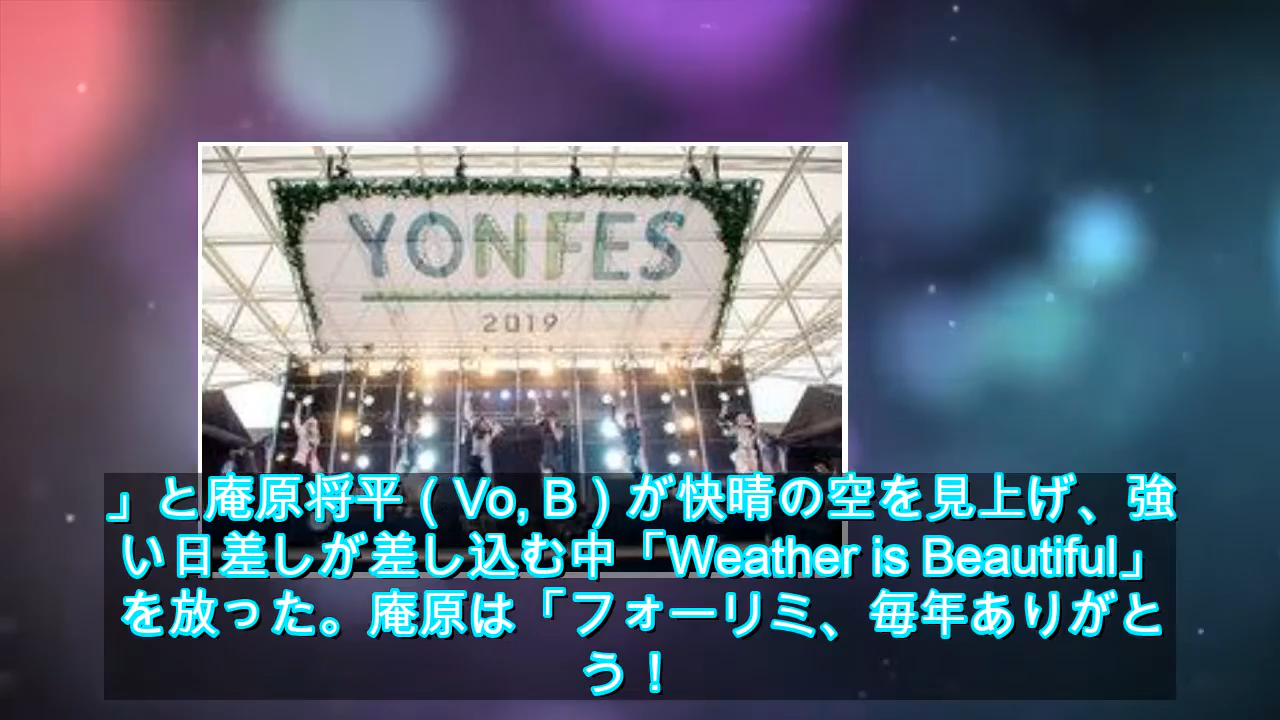 YONFES
2019
」と庵原将平（Vo, B）が快晴の空を見上げ、強
い日差しが差し込む中「Weather is Beautiful」
を放った。庵原は「フォーリミ、毎年ありがと
う！